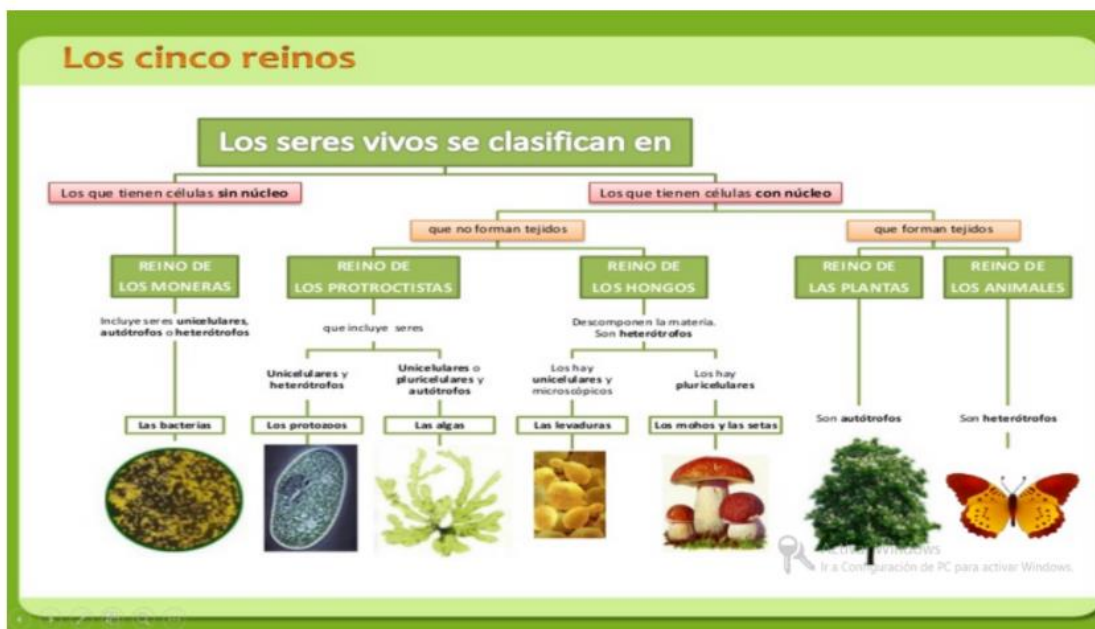 Los cinco reinos
Los seres vivos se clasifican en
Los que tienen células sin núcleo
Los que tienen células con núcleo
que no forman tejidos
que forman tejidos
REINO DE
LOS MONERAS
REINO DE
LOS PROTROCTISTAS
REINO DE
LOS HONGOS
REINO DE
LAS PLANTAS
REINO DE
LOS ANIMALES
Incluye seres unicelulares,
autótrofos o heterótrofos
que incluye seres
Descomponen la materia.
Son heterótrofos
Unicelulares y
heterótrofos
Unicelulares o
pluricelulares y
autótrofos
Los hay
unicelulares y
microscópicos
Los hay
pluricelulares
Son autótrofos
Son heterótrofos
Las bacterias
Los protozoos
Las algas
Las levaduras
Los mohos y las setas
Activar Windows
Ir a Configuración de PC para activar Windows.